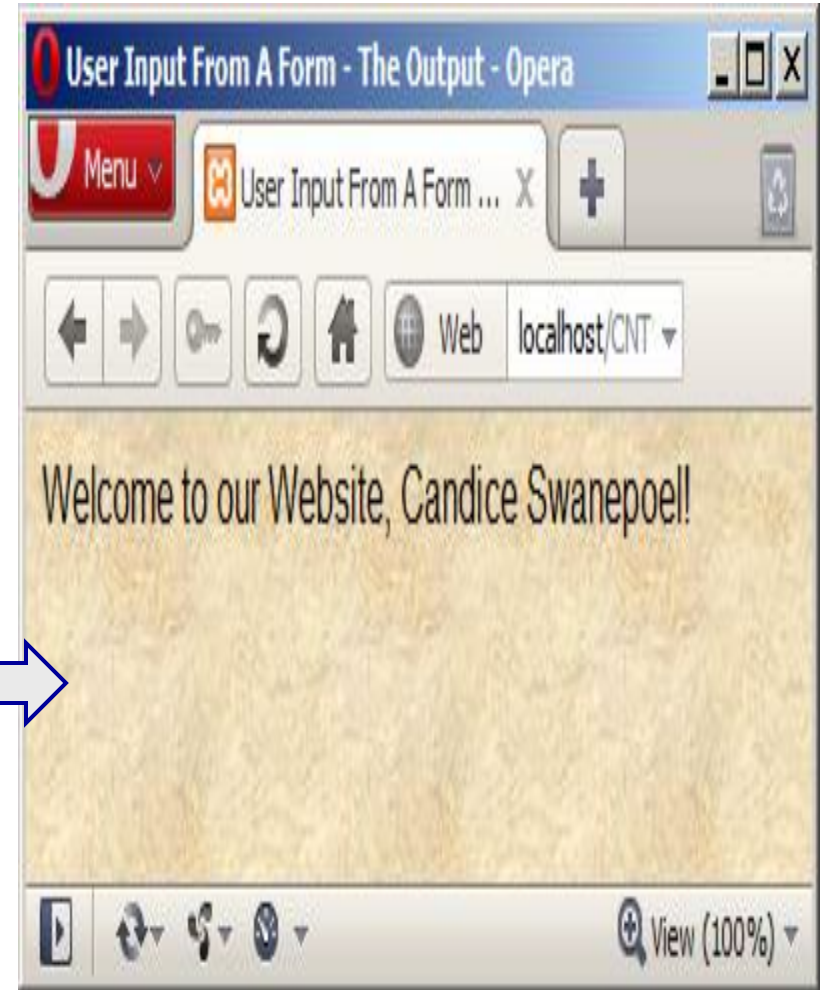 User Input From A Form - The Output - Opera
Menu
User Input From A Form ...
Web localhost/CNT
Welcome to our Website, Candice Swanepoel!
View (100%)